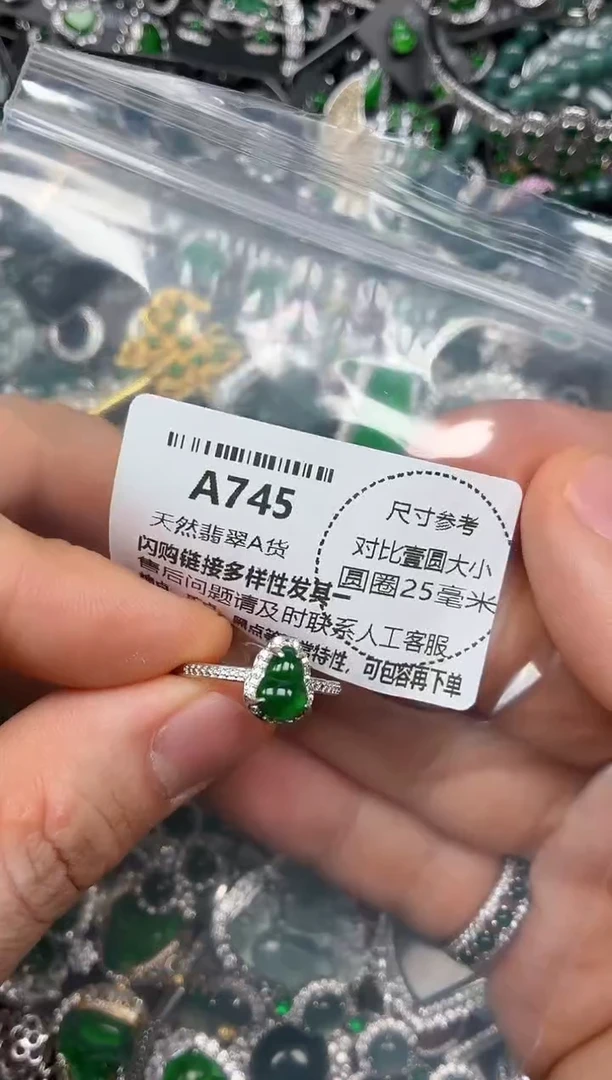 A745
天然翡翠A货
闪购链接多样性发其一
售后问题请及时联系人工客服
特性，可包容再下单
尺寸参考
对比壹圆大小
圆圈25毫米